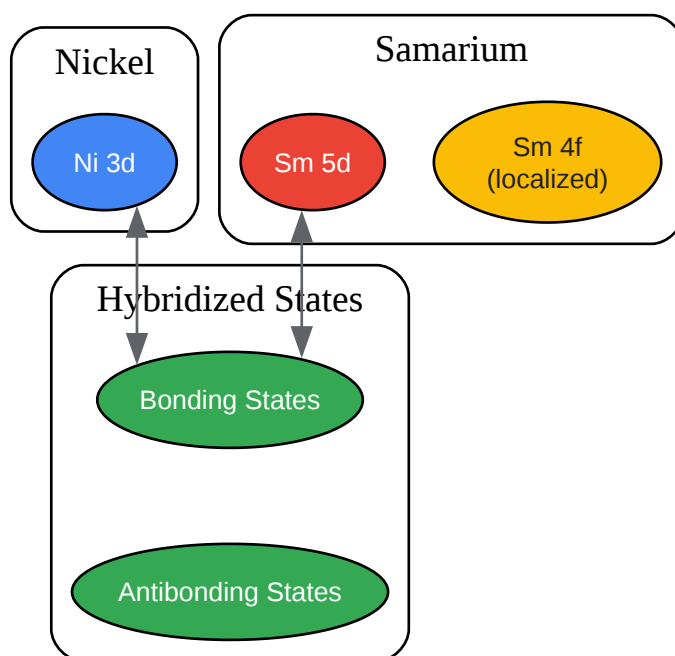 Nickel
Samarium
Ni 3d
Sm 5d
Sm 4f
(localized)
Hybridized States
Bonding States
Antibonding States